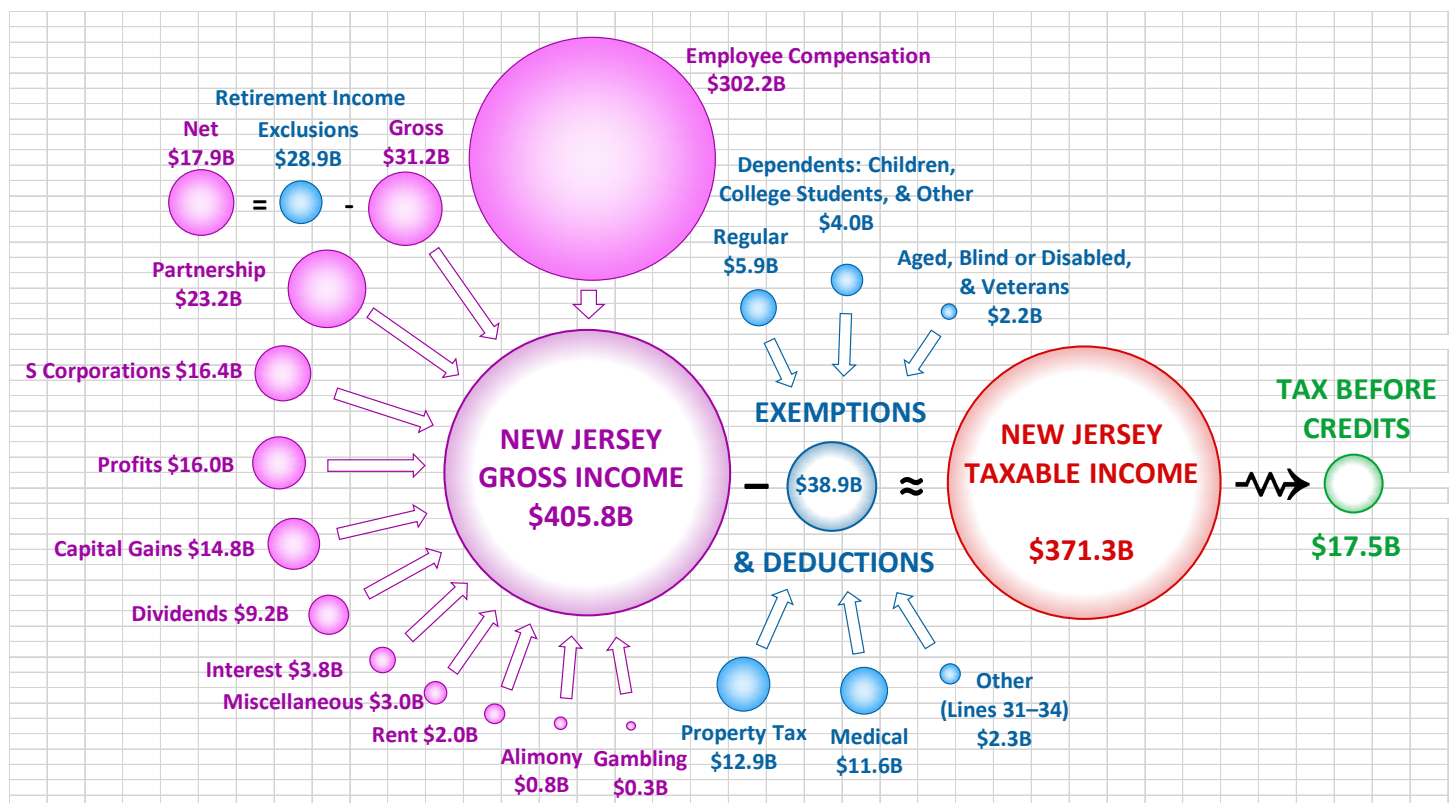 Employee Compensation
$302.2B
Retirement Income
Net
$17.9B
Exclusions
$28.9B
Gross
$31.2B
=
-
Partnership
$23.2B
S Corporations $16.4B
Profits $16.0B
Capital Gains $14.8B
Dividends $9.2B
Interest $3.8B
Miscellaneous $3.0B
Rent $2.0B
Alimony
$0.8B
Gambling
$0.3B
NEW JERSEY
GROSS INCOME
$405.8B
–
Dependents: Children,
College Students, & Other
$4.0B
Regular
$5.9B
Aged, Blind or Disabled,
& Veterans
$2.2B
EXEMPTIONS
$38.9B
& DEDUCTIONS
Property Tax
$12.9B
Medical
$11.6B
Other
(Lines 31–34)
$2.3B
≈
NEW JERSEY
TAXABLE INCOME
$371.3B
TAX BEFORE
CREDITS
$17.5B